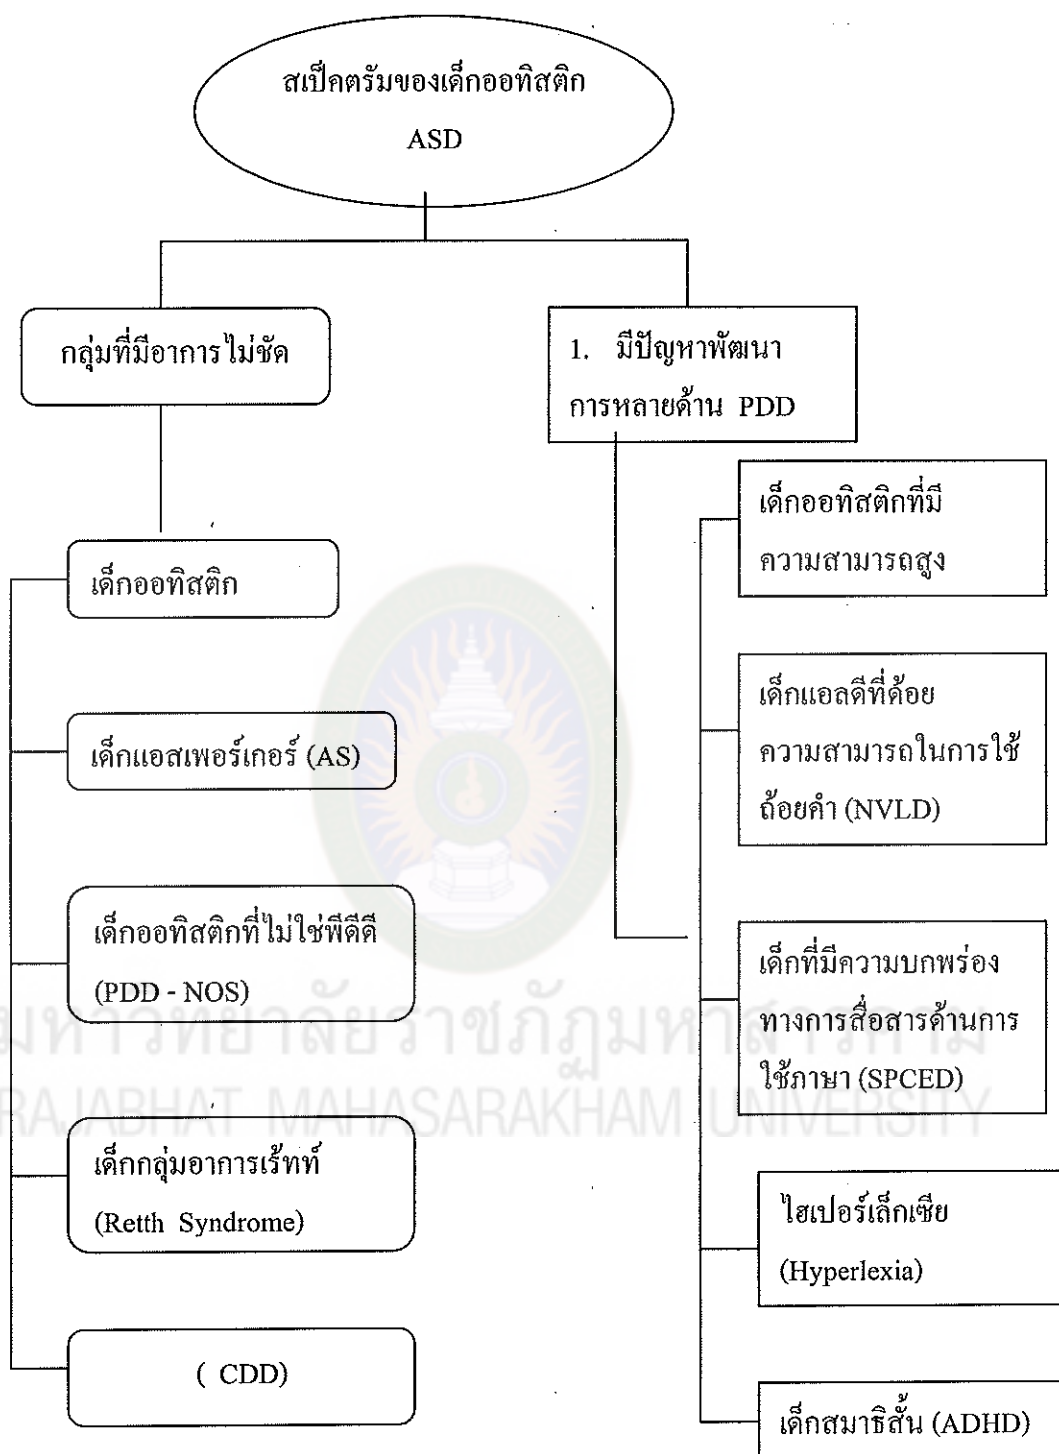 สเป็คตรัมของเด็กออทิสติก
ASD
กลุ่มที่มีอาการไม่ชัด
1. มีปัญหาพัฒนา
การหลายด้าน PDD
เด็กออทิสติก
เด็กแอสเพอร์เกอร์ (AS)
เด็กออทิสติกที่ไม่ใช่พีดีดี
(PDD - NOS)
เด็กกลุ่มอาการเร้ทท์
(Retth Syndrome)
( CDD)
เด็กออทิสติกที่มี
ความสามารถสูง
เด็กแอลดีที่ด้อย
ความสามารถในการใช้
ถ้อยคำ (NVLD)
เด็กที่มีความบกพร่อง
ทางการสื่อสารด้านการ
ใช้ภาษา (SPCED)
ไฮเปอร์เล็กเซีย
(Hyperlexia)
เด็กสมาธิสั้น (ADHD)
มหาวิทยาลัยราชภัฏมหาสารคาม
RAJABHAT MAHASARAKHAM UNIVERSITY